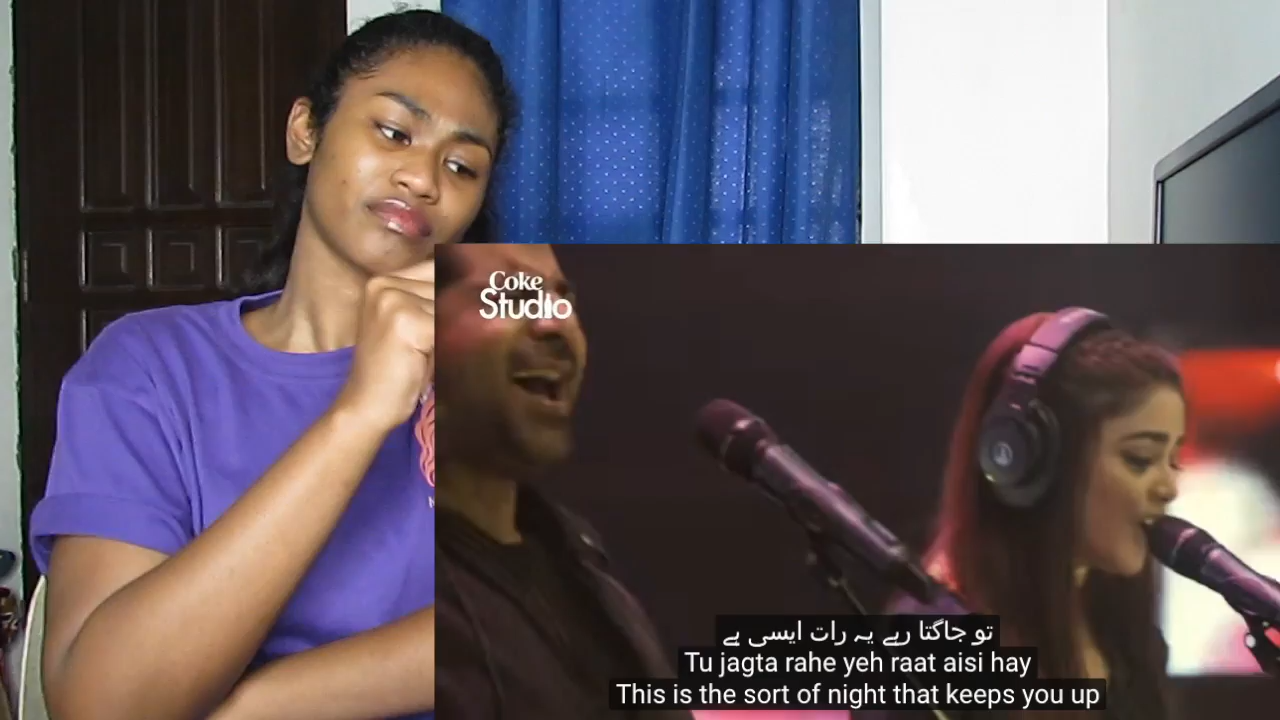 Coke
Studio
تو جاگتا رہے یہ رات ایسی ہے
Tu jagta rahe yeh raat aisi hay
This is the sort of night that keeps you up